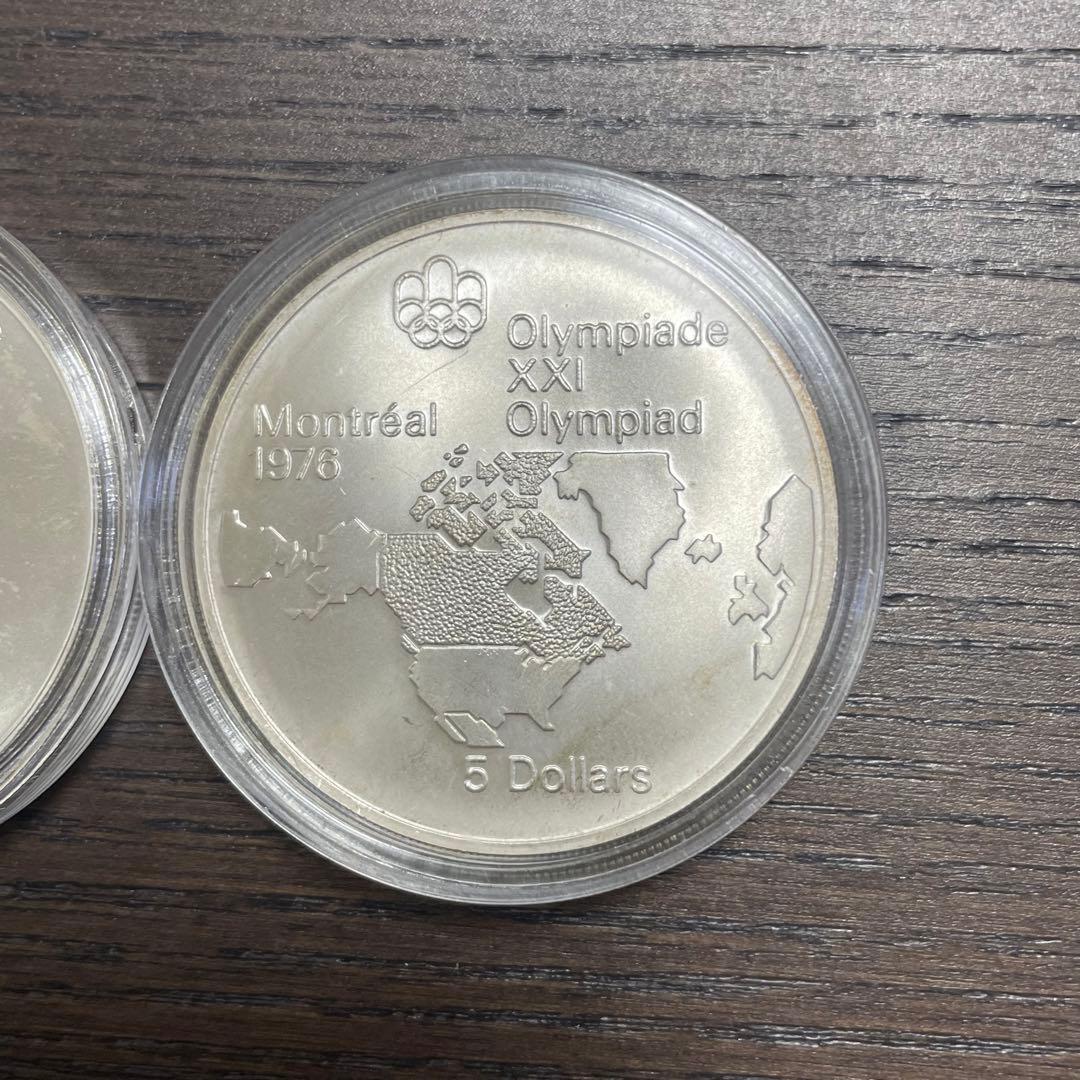 Olympiade
XXI
Olympiad
Montréal
1976
5 Dollars